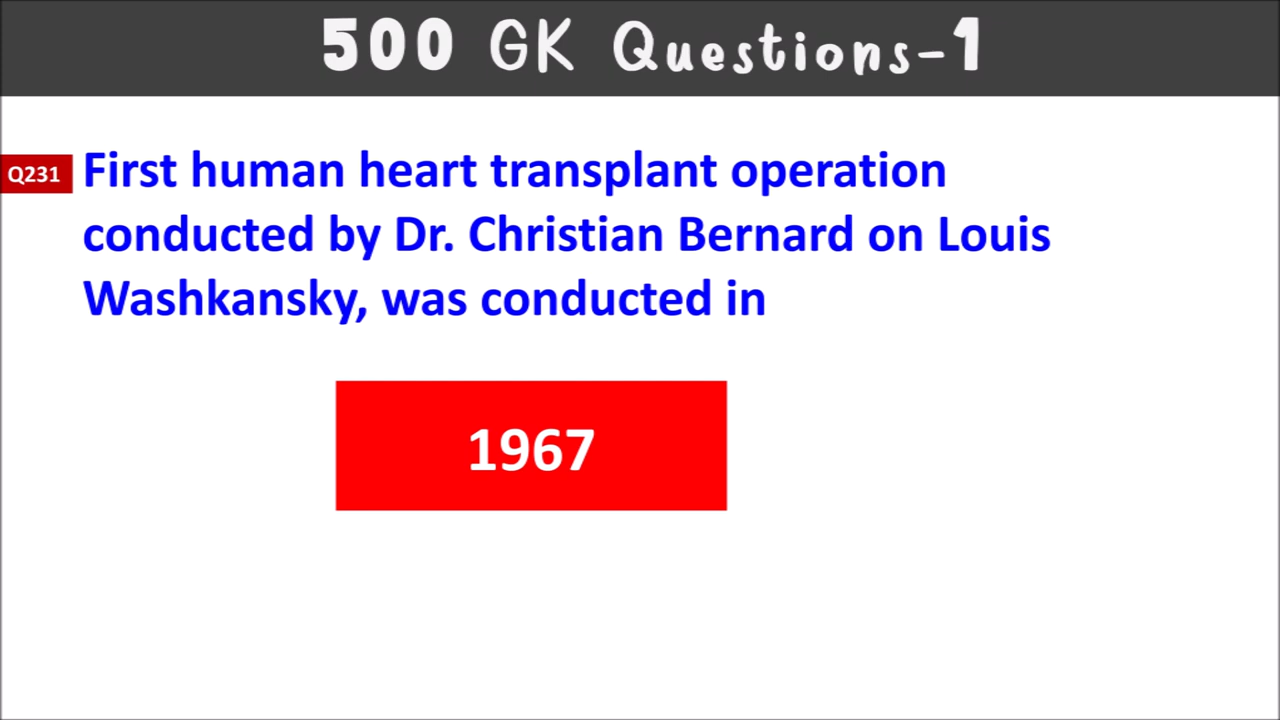 500 GK Questions-1
Q231
First human heart transplant operation
conducted by Dr. Christian Bernard on Louis
Washkansky, was conducted in
1967